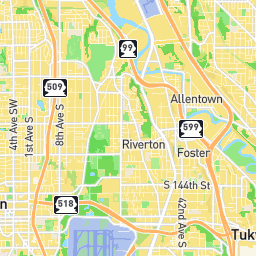 99
509
Allentown
4th Ave SW
1st Ave S
8th Ave S
599
Riverton
Foster
S 144th St
518
42nd Ave S
n
Tukw